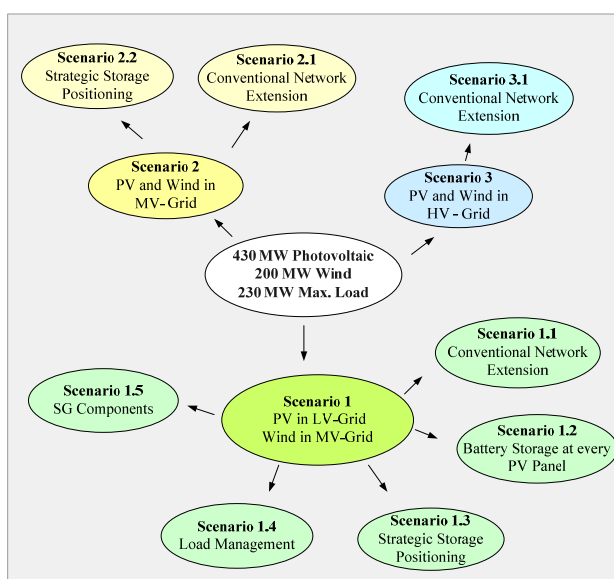 Scenario 2.2
Strategic Storage
Positioning
Scenario 2.1
Conventional Network
Extension
Scenario 3.1
Conventional Network
Extension
Scenario 2
PV and Wind in
MV-Grid
Scenario 3
PV and Wind in
HV - Grid
430 MW Photovoltaic
200 MW Wind
230 MW Max. Load
Scenario 1.1
Conventional Network
Extension
Scenario 1.5
SG Components
Scenario 1
PV in LV-Grid
Wind in MV-Grid
Scenario 1.2
Battery Storage at every
PV Panel
Scenario 1.4
Load Management
Scenario 1.3
Strategic Storage
Positioning